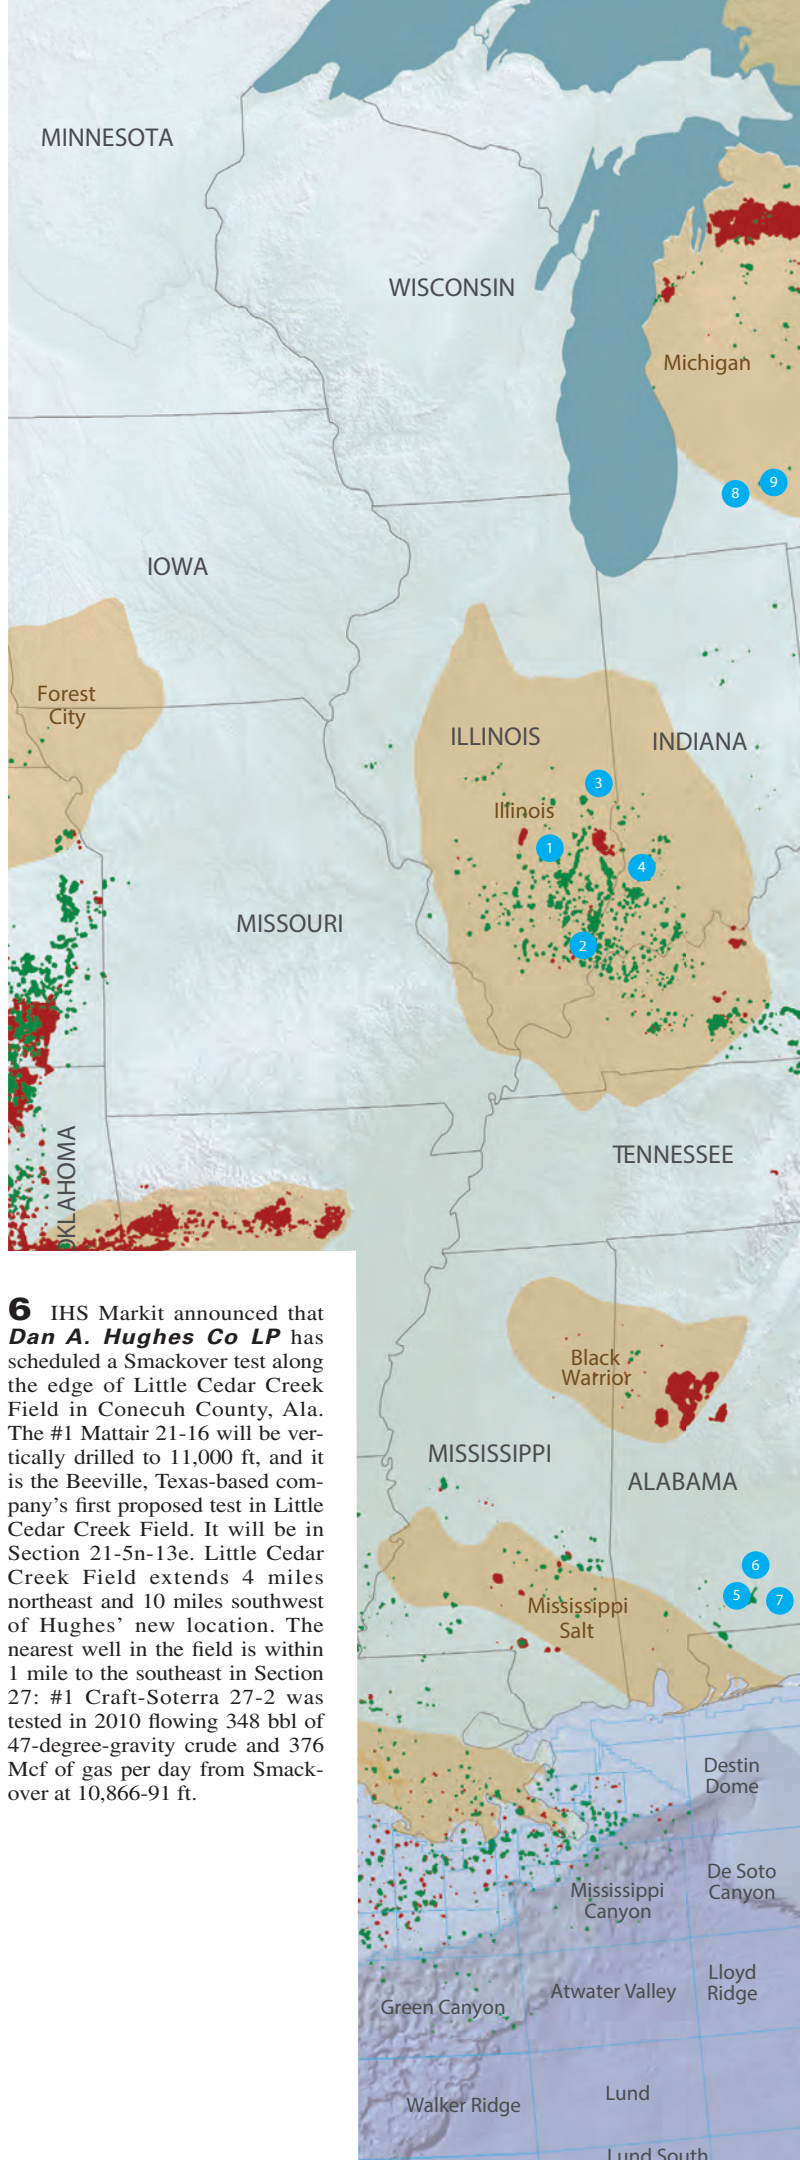 MINNESOTA
WISCONSIN
Michigan
8
9
IOWA
Forest
City
ILLINOIS
INDIANA
3
Illinois
1
4
MISSOURI
2
TENNESSEE
OKLAHOMA
6 IHS Markit announced that
Dan A. Hughes Co LP has
scheduled a Smackover test along
the edge of Little Cedar Creek
Field in Conecuh County, Ala.
The #1 Mattair 21-16 will be ver-
tically drilled to 11,000 ft, and it
is the Beeville, Texas-based com-
pany's first proposed test in Little
Cedar Creek Field. It will be in
Section 21-5n-13e. Little Cedar
Creek Field extends 4 miles
northeast and 10 miles southwest
of Hughes' new location. The
nearest well in the field is within
1 mile to the southeast in Section
27: #1 Craft-Soterra 27-2 was
tested in 2010 flowing 348 bbl of
47-degree-gravity crude and 376
Mcf of gas per day from Smack-
over at 10,866-91 ft.
Black
Warrior
MISSISSIPPI
ALABAMA
6
5
7
Mississippi
Salt
Destin
Dome
De Soto
Canyon
Mississippi
Canyon
Lloyd
Ridge
Atwater Valley
Green Canyon
Lund
Walker Ridge
Lund South